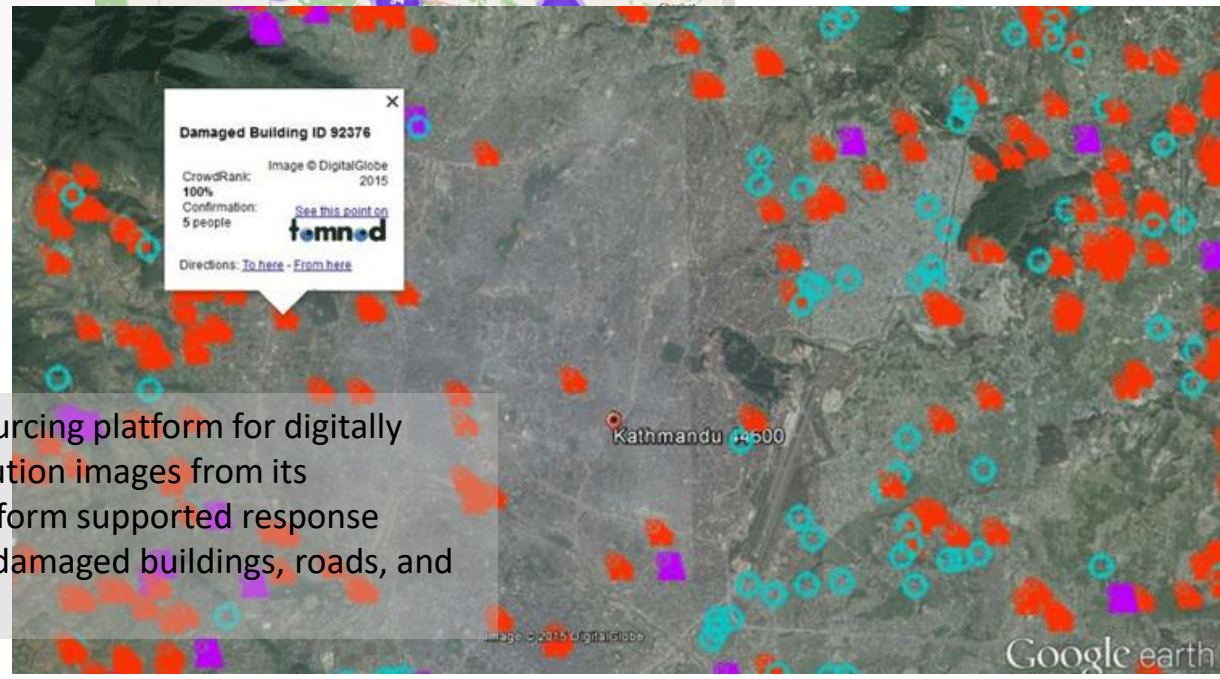 Damaged Building ID 92376
Image © DigitalGlobe
2015
CrowdRank:
100%
Confirmation:
5 people
See this point on
tomnod
Directions: To here - From here
Kathmandu 44600
urcing platform for digitally
ution images from its
form supported response
damaged buildings, roads, and
Image © 2015 DigitalGlobe
Google earth